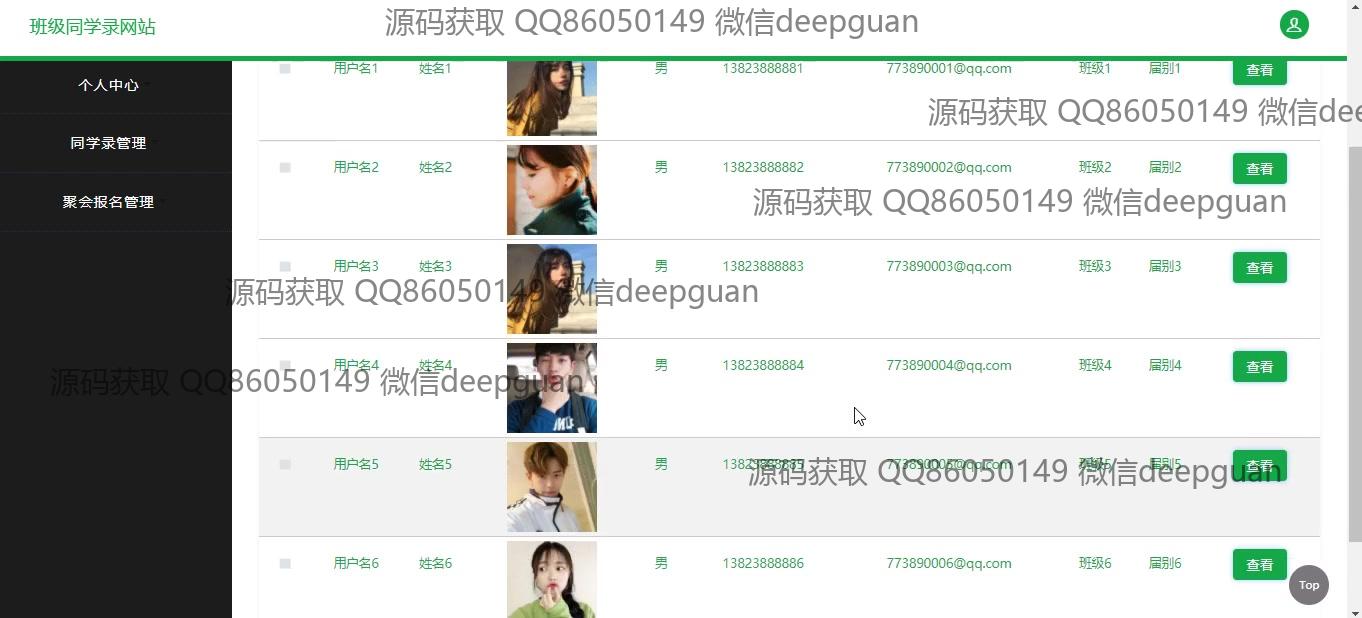 班级同学录网站
源码获取 QQ86050149 微信deepguan
个人中心
同学录管理
聚会报名管理
用户名1 姓名1 男 13823888881 773890001@qq.com 班级1 届别1 查看
源码获取 QQ86050149 微信dee
用户名2 姓名2 男 13823888882 773890002@qq.com 班级2 届别2 查看
源码获取 QQ86050149 微信deepguan
用户名3 姓名3 男 13823888883 773890003@qq.com 班级3 届别3 查看
源码获取 QQ86050149 微信deepguan
用户名4 姓名4 男 13823888884 773890004@qq.com 班级4 届别4 查看
源码获取 QQ86050149 微信deepguan
用户名5 姓名5 男 13823888885 773890005@qq.com 班级5 届别5 查看
源码获取 QQ86050149 微信deepguan
用户名6 姓名6 男 13823888886 773890006@qq.com 班级6 届别6 查看
Top